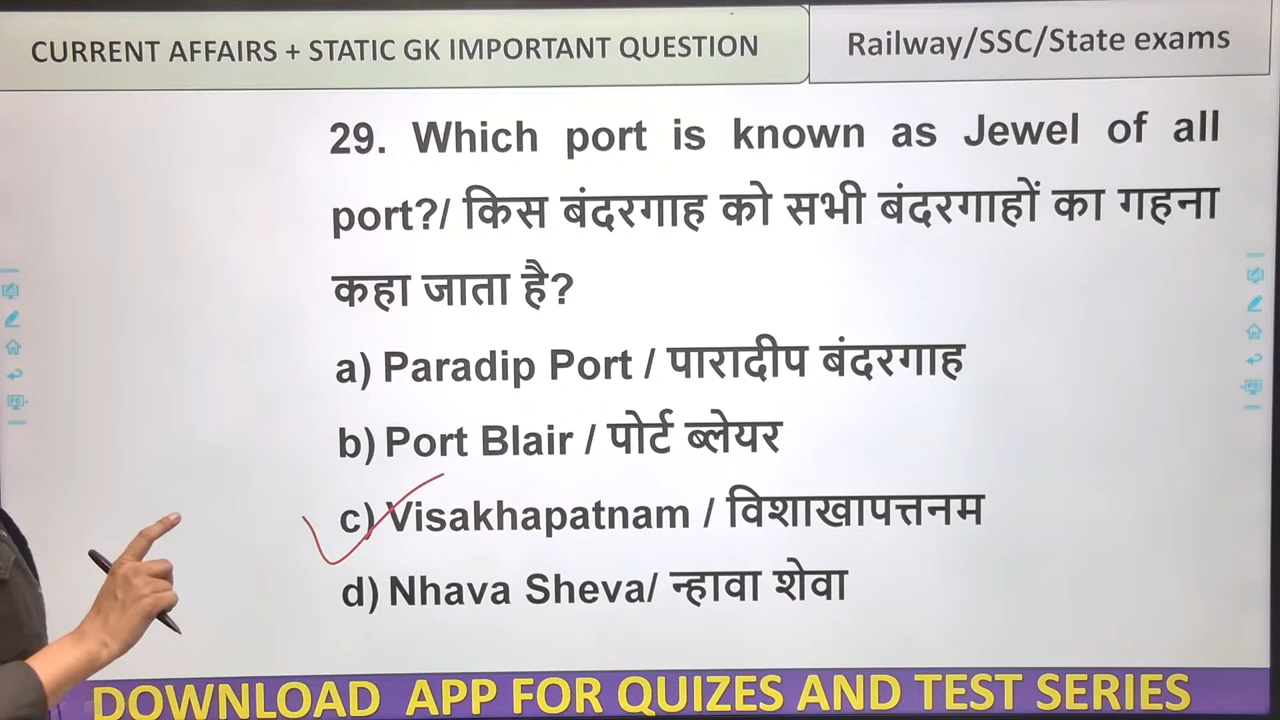 CURRENT AFFAIRS + STATIC GK IMPORTANT QUESTION
Railway/SSC/State exams
29. Which port is known as Jewel of all
port?/ किस बंदरगाह को सभी बंदरगाहों का गहना
कहा जाता है?
a) Paradip Port / पारादीप बंदरगाह
b) Port Blair / पोर्ट ब्लेयर
c) Visakhapatnam / विशाखापत्तनम
d) Nhava Sheva/ न्हावा शेवा
DOWNLOAD APP FOR QUIZES AND TEST SERIES